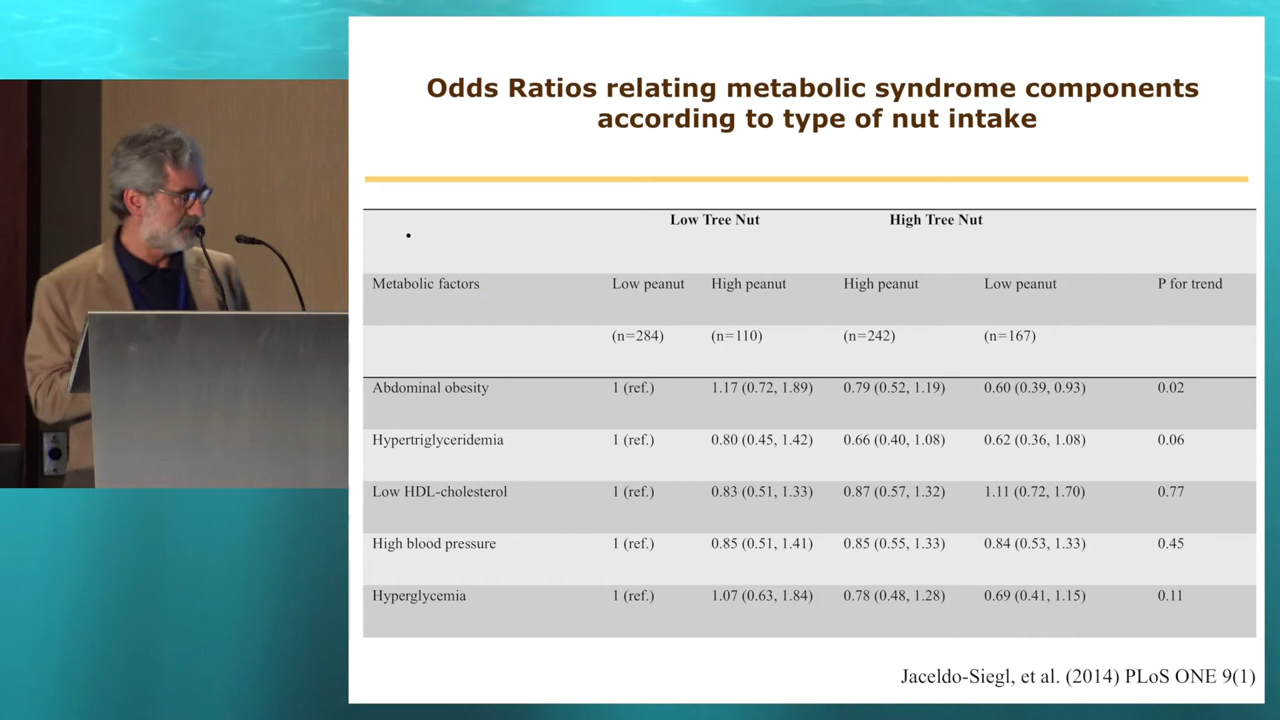 Odds Ratios relating metabolic syndrome components
according to type of nut intake
• Low Tree Nut High Tree Nut
Metabolic factors Low peanut High peanut High peanut Low peanut P for trend
(n=284) (n=110) (n=242) (n=167)
Abdominal obesity 1 (ref.) 1.17 (0.72, 1.89) 0.79 (0.52, 1.19) 0.60 (0.39, 0.93) 0.02
Hypertriglyceridemia 1 (ref.) 0.80 (0.45, 1.42) 0.66 (0.40, 1.08) 0.62 (0.36, 1.08) 0.06
Low HDL-cholesterol 1 (ref.) 0.83 (0.51, 1.33) 0.87 (0.57, 1.32) 1.11 (0.72, 1.70) 0.77
High blood pressure 1 (ref.) 0.85 (0.51, 1.41) 0.85 (0.55, 1.33) 0.84 (0.53, 1.33) 0.45
Hyperglycemia 1 (ref.) 1.07 (0.63, 1.84) 0.78 (0.48, 1.28) 0.69 (0.41, 1.15) 0.11
Jaceldo-Siegl, et al. (2014) PLoS ONE 9(1)